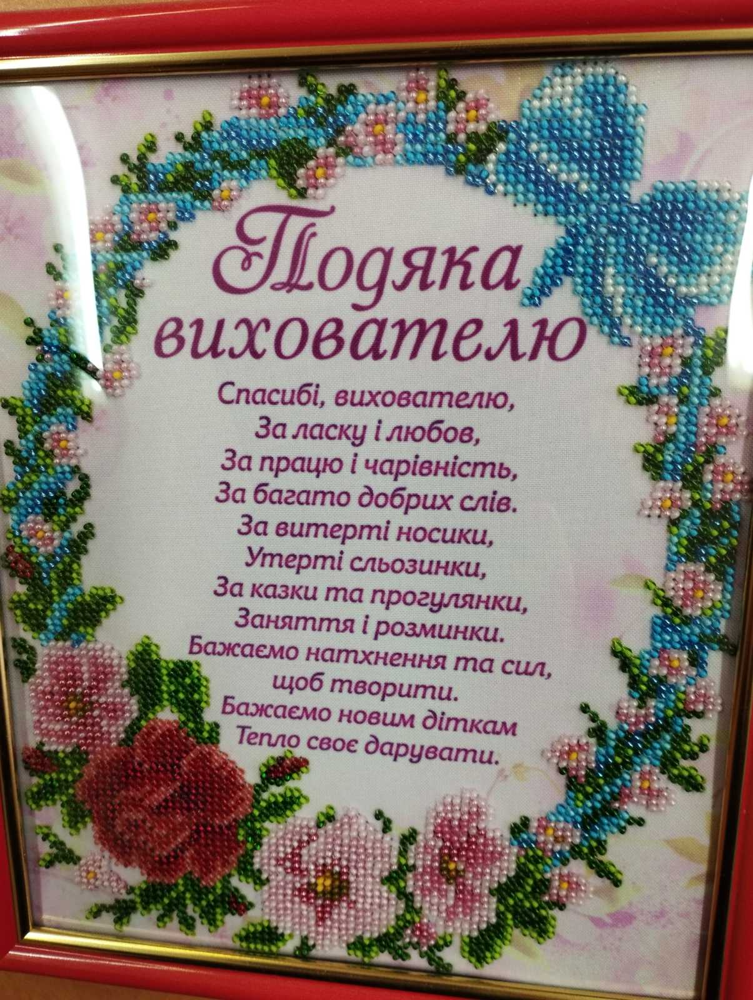 Подяка
вихователю
Спасибі, вихователю,
За ласку і любов,
За працю і чарівність,
За багато добрих слів.
За витерті носики,
Утерті сльозинки,
За казки та прогулянки,
Заняття і розминки.
Бажаємо натхнення та сил,
щоб творити.
Бажаємо новим діткам
Тепло своє дарувати.